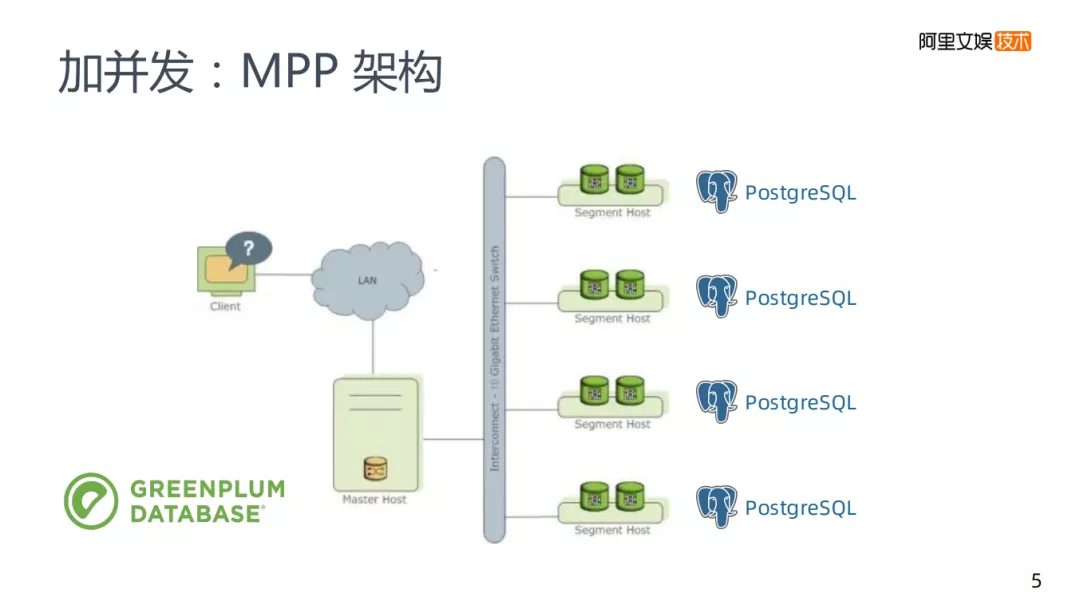 阿里文娱技术
加并发：MPP 架构
?
Client
LAN
Master Host
Interconnect - 10 Gigabit Ethernet Switch
Segment Host
PostgreSQL
Segment Host
PostgreSQL
Segment Host
PostgreSQL
Segment Host
PostgreSQL
GREENPLUM
DATABASE®
5